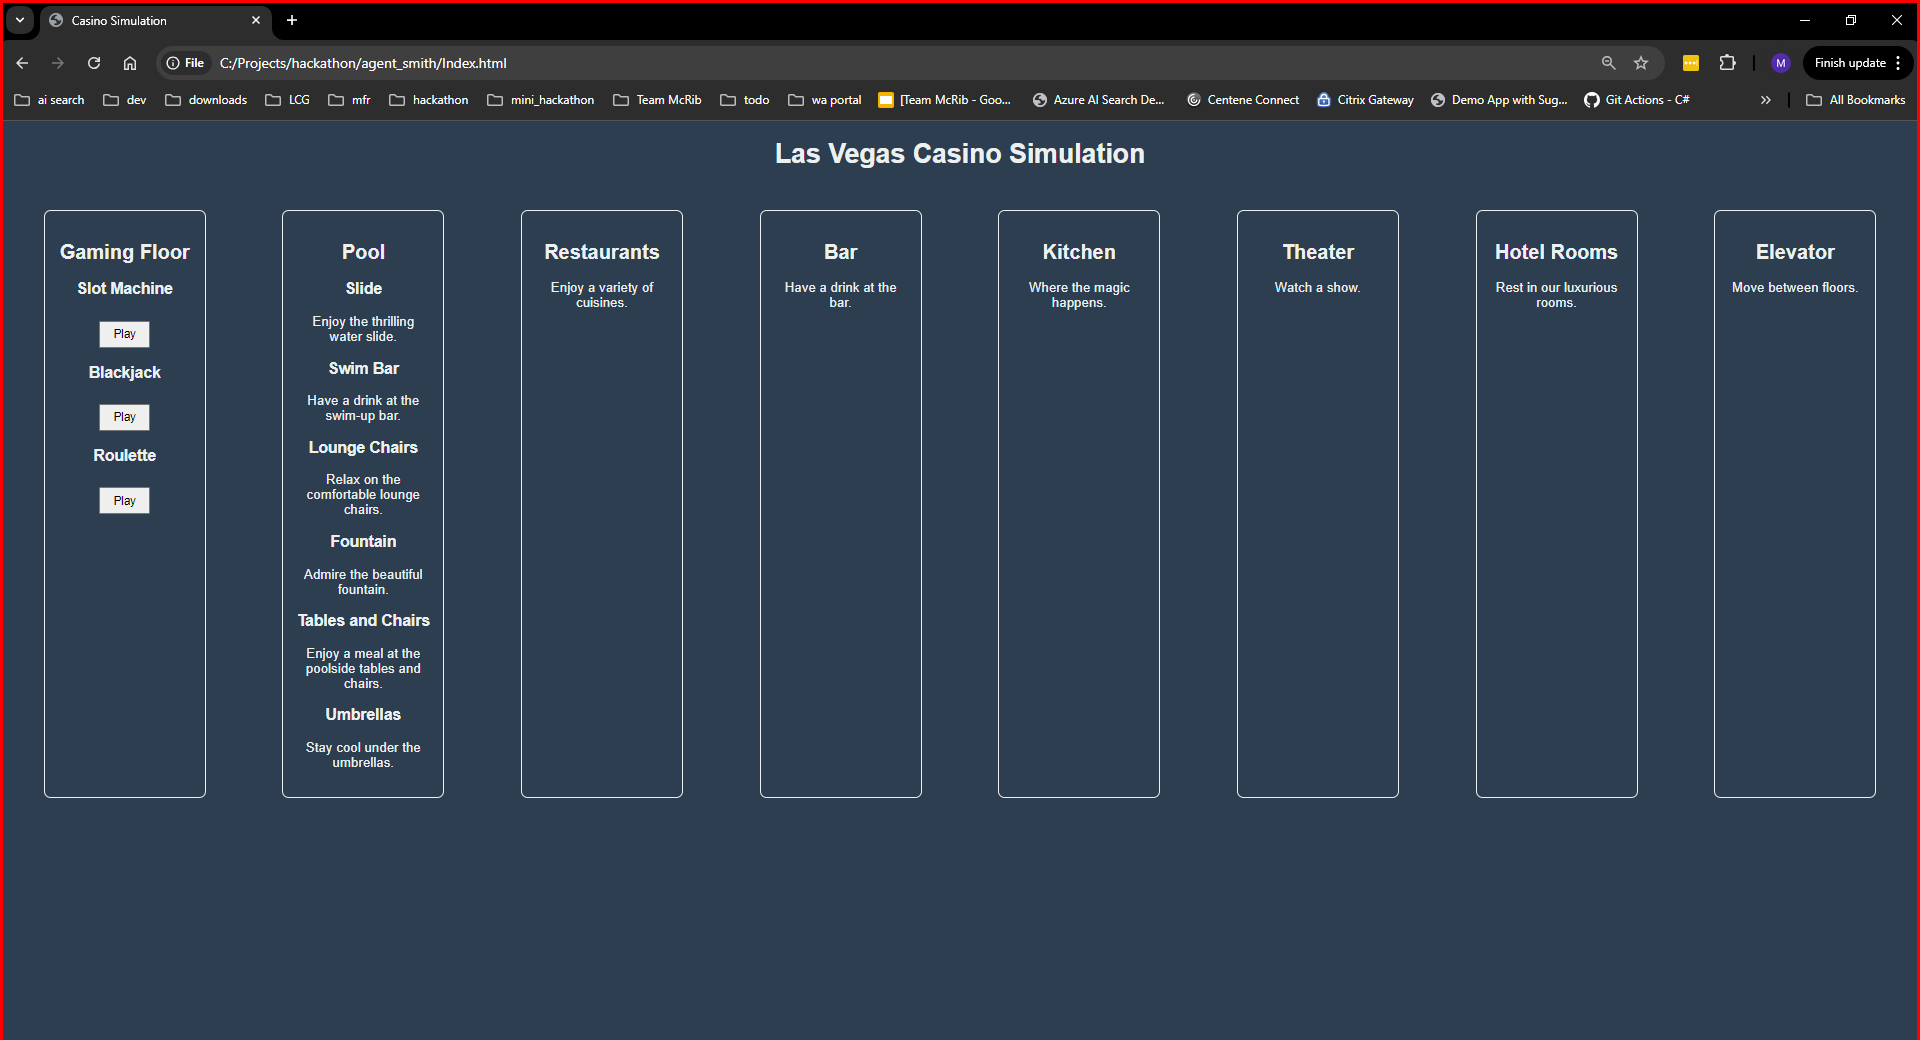 Casino Simulation
File C:/Projects/hackathon/agent_smith/Index.html
M
Finish update
ai search dev downloads LCG mfr hackathon mini_hackathon Team McRib todo wa portal [Team McRib - Goo... Azure AI Search De... Centene Connect Citrix Gateway Demo App with Sug... Git Actions - C# All Bookmarks
Las Vegas Casino Simulation
Gaming Floor
Slot Machine
Play
Blackjack
Play
Roulette
Play
Pool
Slide
Enjoy the thrilling
water slide.
Swim Bar
Have a drink at the
swim-up bar.
Lounge Chairs
Relax on the
comfortable lounge
chairs.
Fountain
Admire the beautiful
fountain.
Tables and Chairs
Enjoy a meal at the
poolside tables and
chairs.
Umbrellas
Stay cool under the
umbrellas.
Restaurants
Enjoy a variety of
cuisines.
Bar
Have a drink at the
bar.
Kitchen
Where the magic
happens.
Theater
Watch a show.
Hotel Rooms
Rest in our luxurious
rooms.
Elevator
Move between floors.